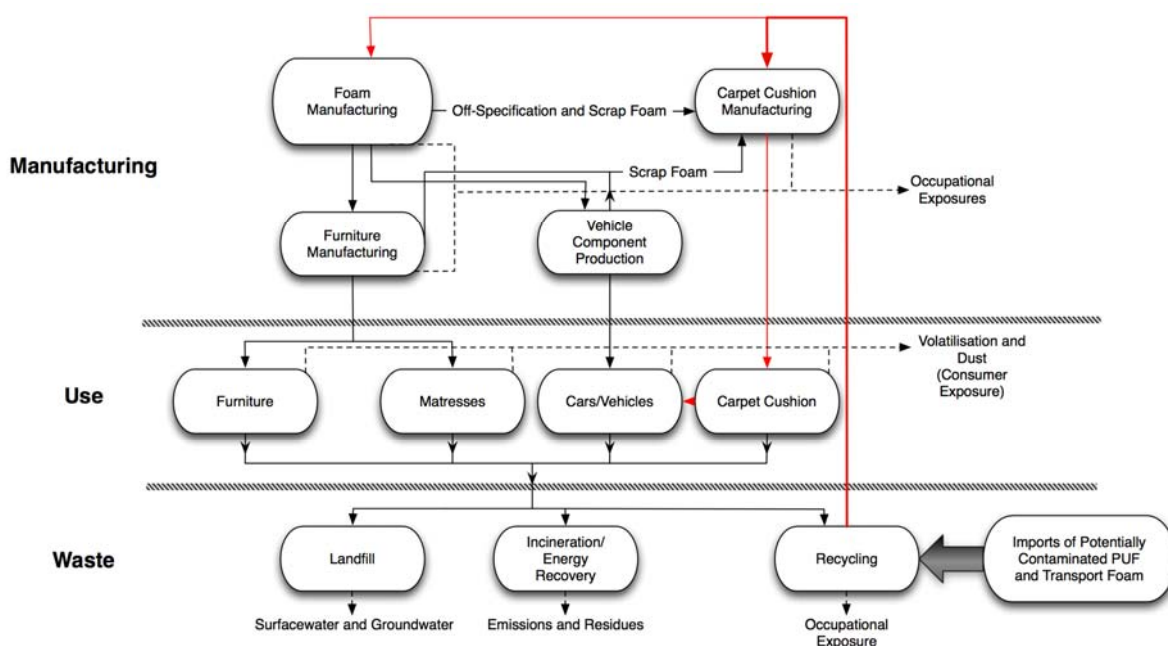 Foam
Manufacturing
Off-Specification and Scrap Foam
Carpet Cushion
Manufacturing
Manufacturing
Scrap Foam
Occupational
Exposures
Furniture
Manufacturing
Vehicle
Component
Production
Volatilisation and
Dust
(Consumer
Exposure)
Use
Furniture
Matresses
Cars/Vehicles
Carpet Cushion
Waste
Landfill
Incineration/
Energy
Recovery
Recycling
Imports of Potentially
Contaminated PUF
and Transport Foam
Surfacewater and Groundwater
Emissions and Residues
Occupational
Exposure